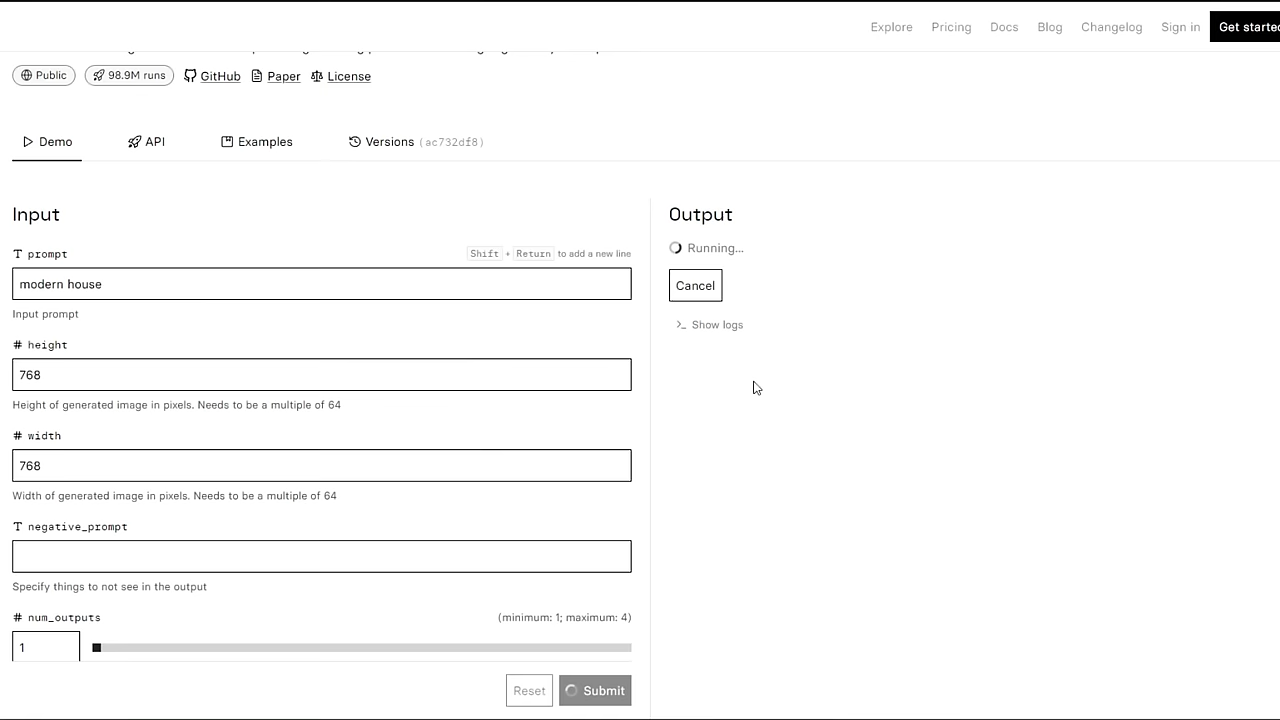 Explore Pricing Docs Blog Changelog Sign in Get starte
Public 98.9M runs GitHub Paper License
Demo API Examples Versions (ac732df8)
Input
prompt Shift + Return to add a new line
modern house
Input prompt
# height
768
Height of generated image in pixels. Needs to be a multiple of 64
# width
768
Width of generated image in pixels. Needs to be a multiple of 64
negative_prompt
Specify things to not see in the output
# num_outputs (minimum: 1; maximum: 4)
1
Reset Submit
Output
Running...
Cancel
>_ Show logs